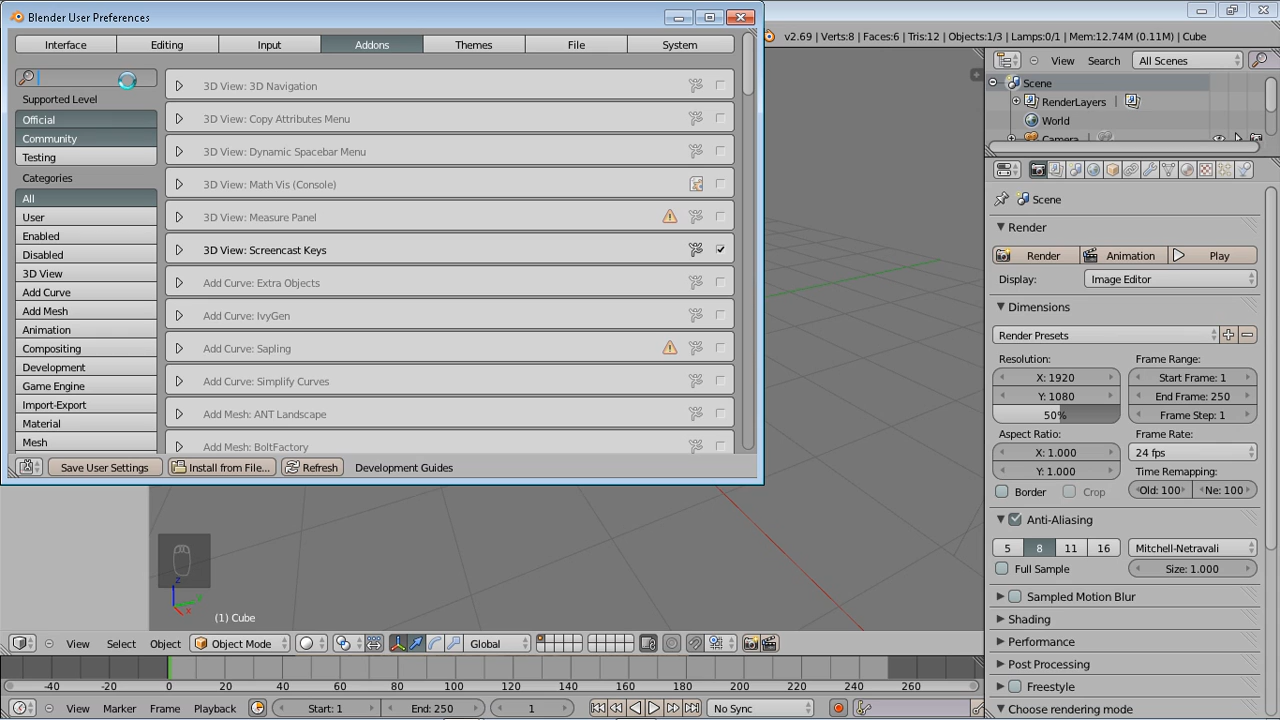 Blender User Preferences
Interface
Editing
Input
Addons
Themes
File
System
Supported Level
Official
Community
Testing
Categories
All
User
Enabled
Disabled
3D View
Add Curve
Add Mesh
Animation
Compositing
Development
Game Engine
Import-Export
Material
Mesh
3D View: 3D Navigation
3D View: Copy Attributes Menu
3D View: Dynamic Spacebar Menu
3D View: Math Vis (Console)
3D View: Measure Panel
3D View: Screencast Keys
Add Curve: Extra Objects
Add Curve: IvyGen
Add Curve: Sapling
Add Curve: Simplify Curves
Add Mesh: ANT Landscape
Add Mesh: BoltFactory
Save User Settings
Install from File...
Refresh
Development Guides
v2.69 | Verts:8 | Faces:6 | Tris:12 | Objects:1/3 | Lamps:0/1 | Mem:12.74M (0.11M) | Cube
View
Search
All Scenes
Scene
RenderLayers
World
Camera
Scene
Render
Render
Animation
Play
Display:
Image Editor
Dimensions
Render Presets
Resolution:
Frame Range:
X: 1920
Start Frame: 1
Y: 1080
End Frame: 250
50%
Frame Step: 1
Aspect Ratio:
Frame Rate:
X: 1.000
24 fps
Y: 1.000
Time Remapping:
Border
Crop
Old: 100
Ne: 100
Anti-Aliasing
5
8
11
16
Mitchell-Netravali
Full Sample
Size: 1.000
Sampled Motion Blur
Shading
Performance
Post Processing
Freestyle
Choose rendering mode
z
y
x
(1) Cube
View
Select
Object
Object Mode
Global
-40
-20
0
20
40
60
80
100
120
140
160
180
200
220
240
260
View
Marker
Frame
Playback
Start: 1
End: 250
1
No Sync